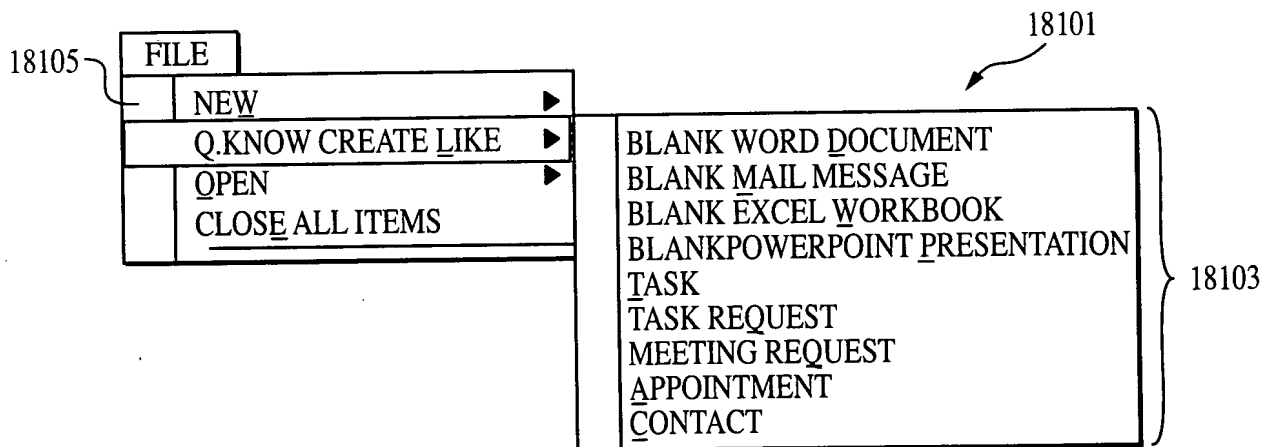 18101
FILE
18105
NEW
Q.KNOW CREATE LIKE
OPEN
CLOSE ALL ITEMS
BLANK WORD DOCUMENT
BLANK MAIL MESSAGE
BLANK EXCEL WORKBOOK
BLANKPOWERPOINT PRESENTATION
TASK
TASK REQUEST
MEETING REQUEST
APPOINTMENT
CONTACT
18103